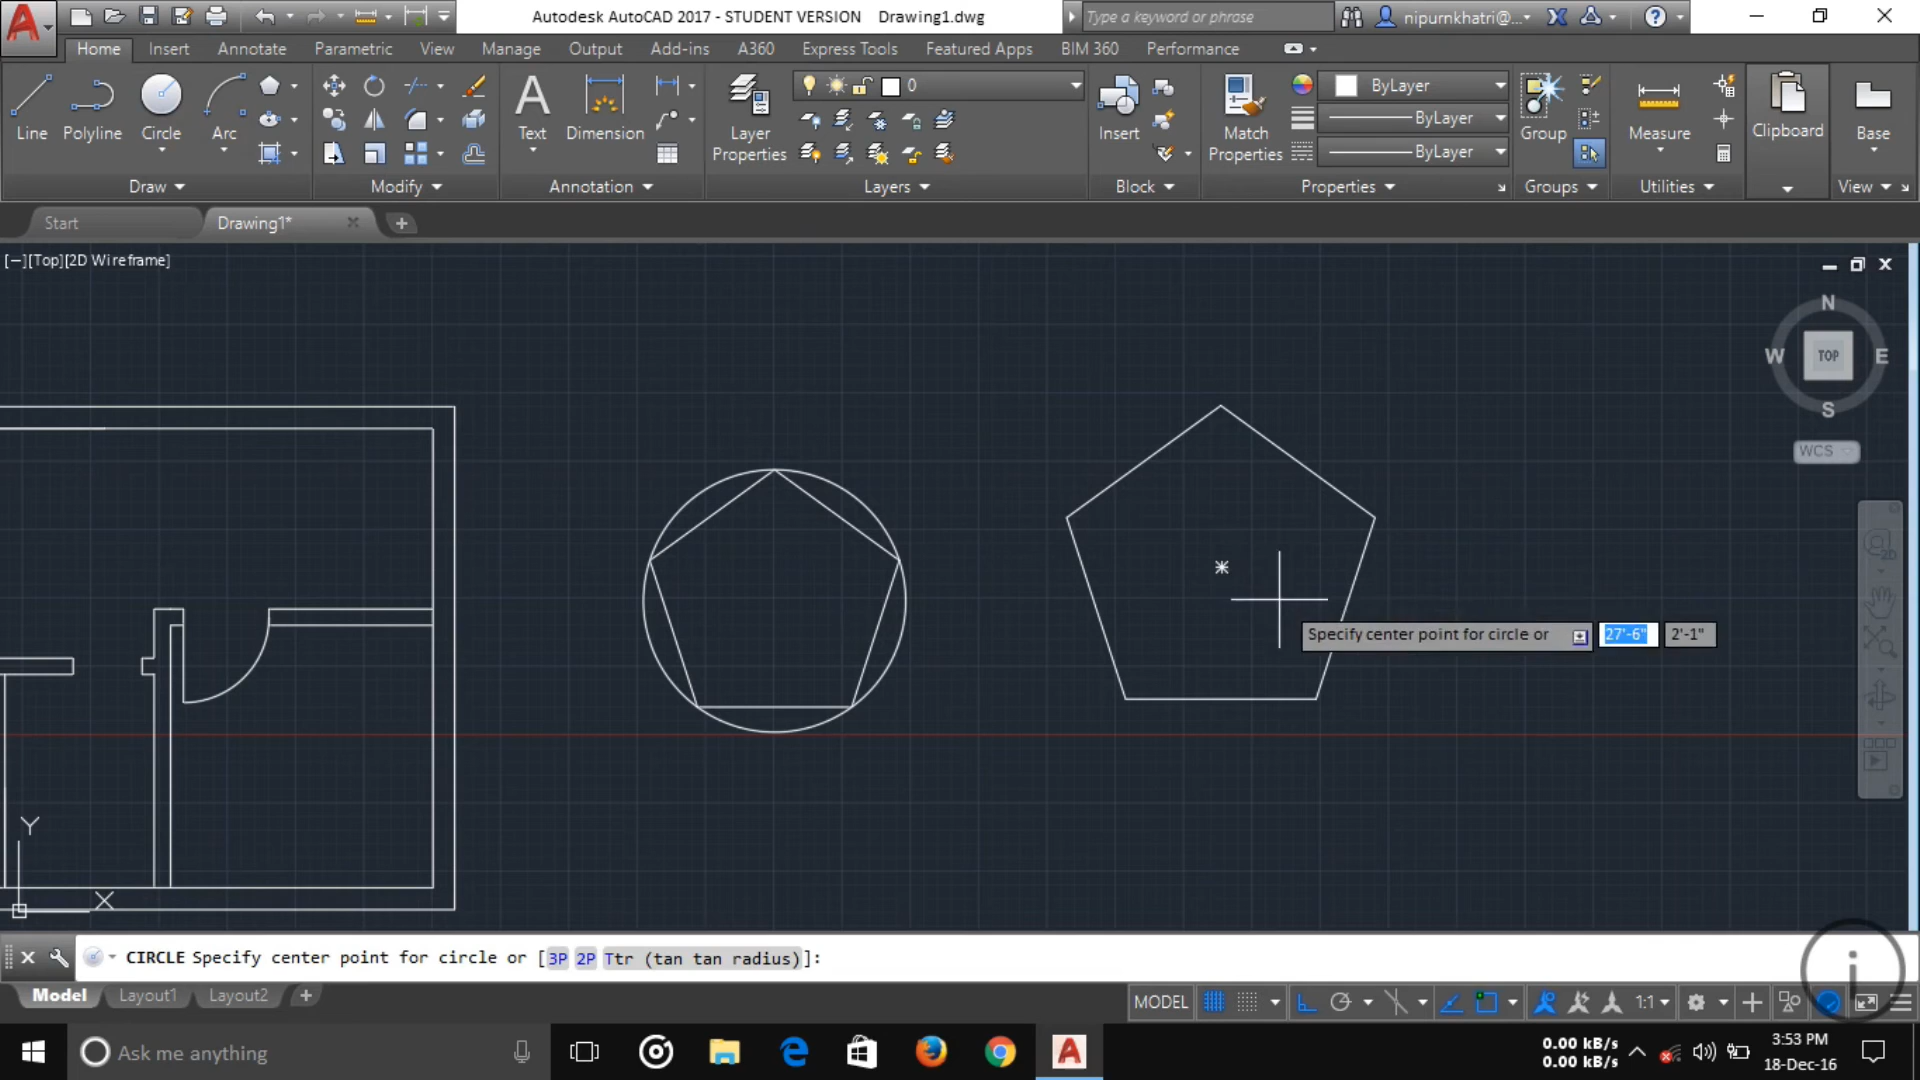 Autodesk AutoCAD 2017 - STUDENT VERSION Drawing1.dwg
Type a keyword or phrase
nipurnkhatri@...
Home Insert Annotate Parametric View Manage Output Add-ins A360 Express Tools Featured Apps BIM 360 Performance
Line Polyline Circle Arc
Text Dimension
Layer Properties
0
Insert
Match Properties
ByLayer
ByLayer
ByLayer
Group
Measure
Clipboard
Base
Draw Modify Annotation Layers Block Properties Groups Utilities View
Start Drawing1*
[−][Top][2D Wireframe]
N
W TOP E
S
WCS
2D
Specify center point for circle or 27'-6" 2'-1"
Y
X
CIRCLE Specify center point for circle or [3P 2P Ttr (tan tan radius)]:
Model Layout1 Layout2
MODEL 1:1
i
Ask me anything
0.00 kB/s
0.00 kB/s
3:53 PM
18-Dec-16